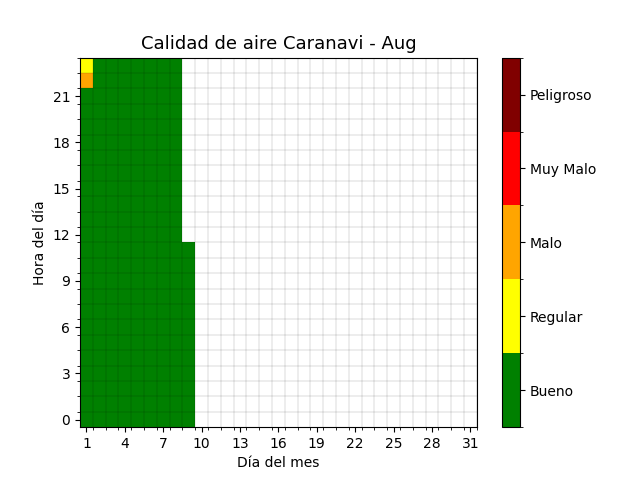 Calidad de aire Caranavi - Aug
Hora del día
21
18
15
12
9
6
3
0
1 4 7 10 13 16 19 22 25 28 31
Día del mes
Peligroso
Muy Malo
Malo
Regular
Bueno